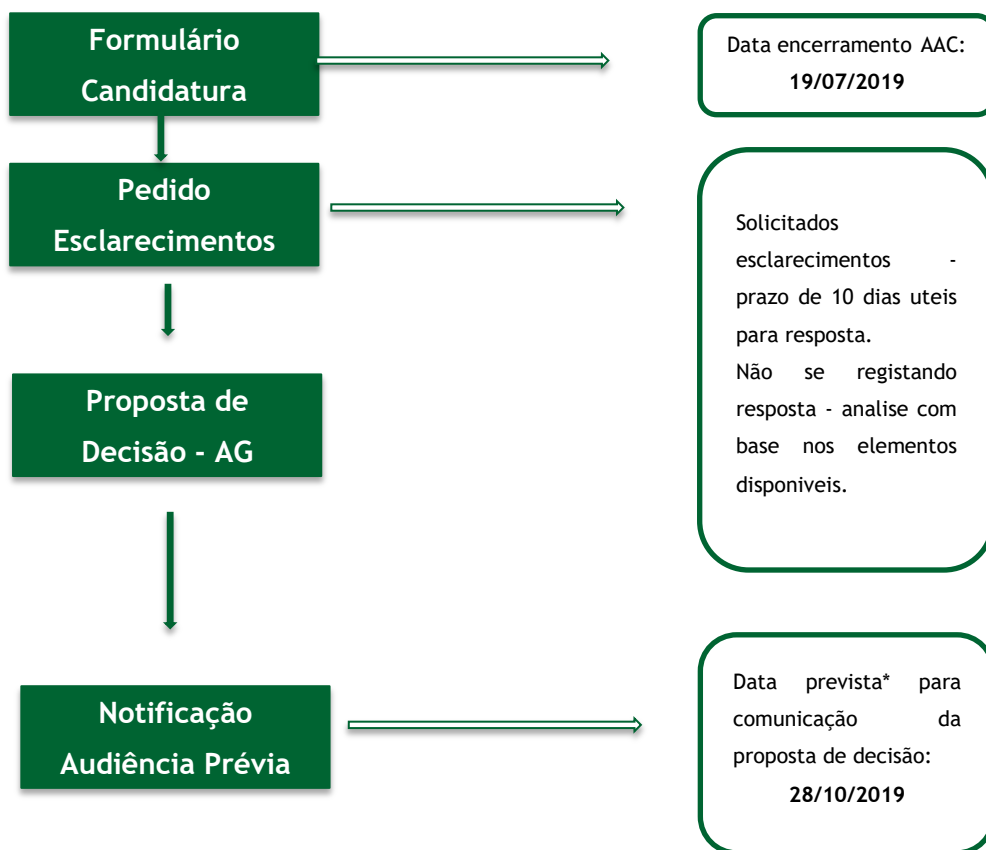 Formulário
Candidatura
Data encerramento AAC:
19/07/2019
Pedido
Esclarecimentos
Solicitados
esclarecimentos -
prazo de 10 dias uteis
para resposta.
Não se registando
resposta - analise com
base nos elementos
disponiveis.
Proposta de
Decisão - AG
Notificação
Audiência Prévia
Data prevista* para
comunicação da
proposta de decisão:
28/10/2019